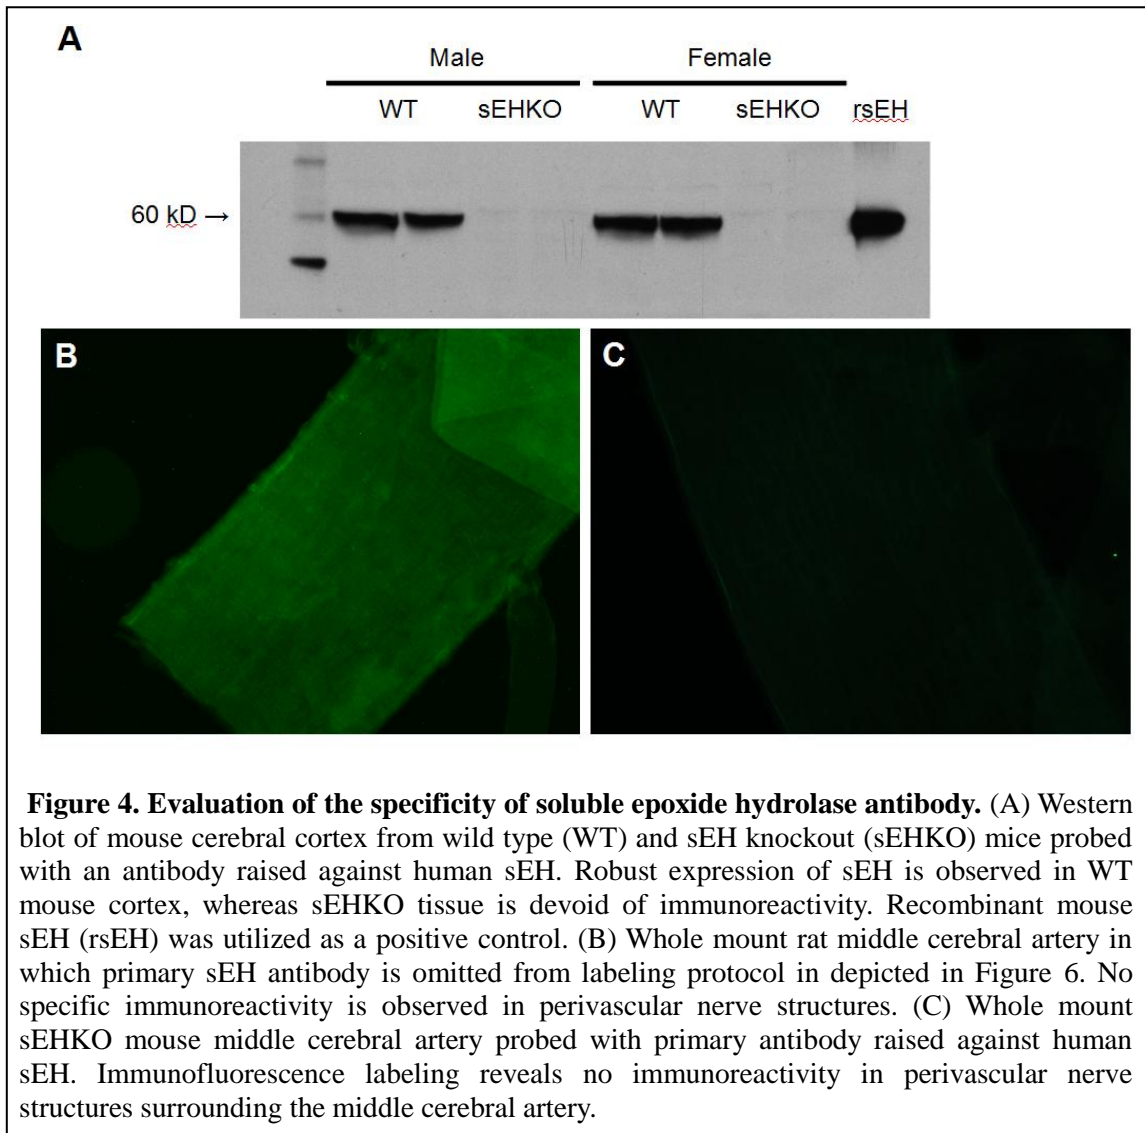 A
Male Female
WT sEHKO WT sEHKO rsEH
60 kD →
B C
Figure 4. Evaluation of the specificity of soluble epoxide hydrolase antibody. (A) Western
blot of mouse cerebral cortex from wild type (WT) and sEH knockout (sEHKO) mice probed
with an antibody raised against human sEH. Robust expression of sEH is observed in WT
mouse cortex, whereas sEHKO tissue is devoid of immunoreactivity. Recombinant mouse
sEH (rsEH) was utilized as a positive control. (B) Whole mount rat middle cerebral artery in
which primary sEH antibody is omitted from labeling protocol in depicted in Figure 6. No
specific immunoreactivity is observed in perivascular nerve structures. (C) Whole mount
sEHKO mouse middle cerebral artery probed with primary antibody raised against human
sEH. Immunofluorescence labeling reveals no immunoreactivity in perivascular nerve
structures surrounding the middle cerebral artery.